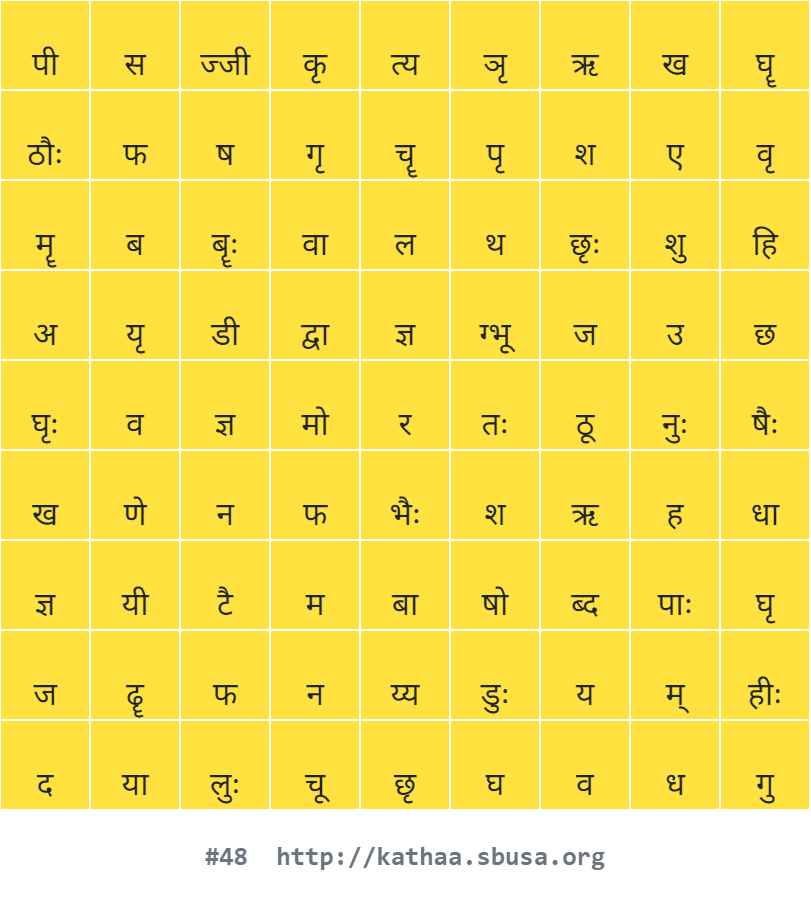 पी स ज्जी कृ त्य ञृ ऋ ख घॄ
ठौः फ ष गृ चॄ पृ श ए वृ
मॄ ब बॄः वा ल थ छृः शु हि
अ यृ डी द्वा ज्ञ ग्भू ज उ छ
घृः व ज्ञ मो र तः ठू नुः षैः
ख णे न फ भैः श ऋ ह धा
ज्ञ यी टै म बा षो ब्द पाः घृ
ज ढॄ फ न य्य डुः य म् हीः
द या लुः चू छृ घ व ध गु
#48 http://kathaa.sbusa.org